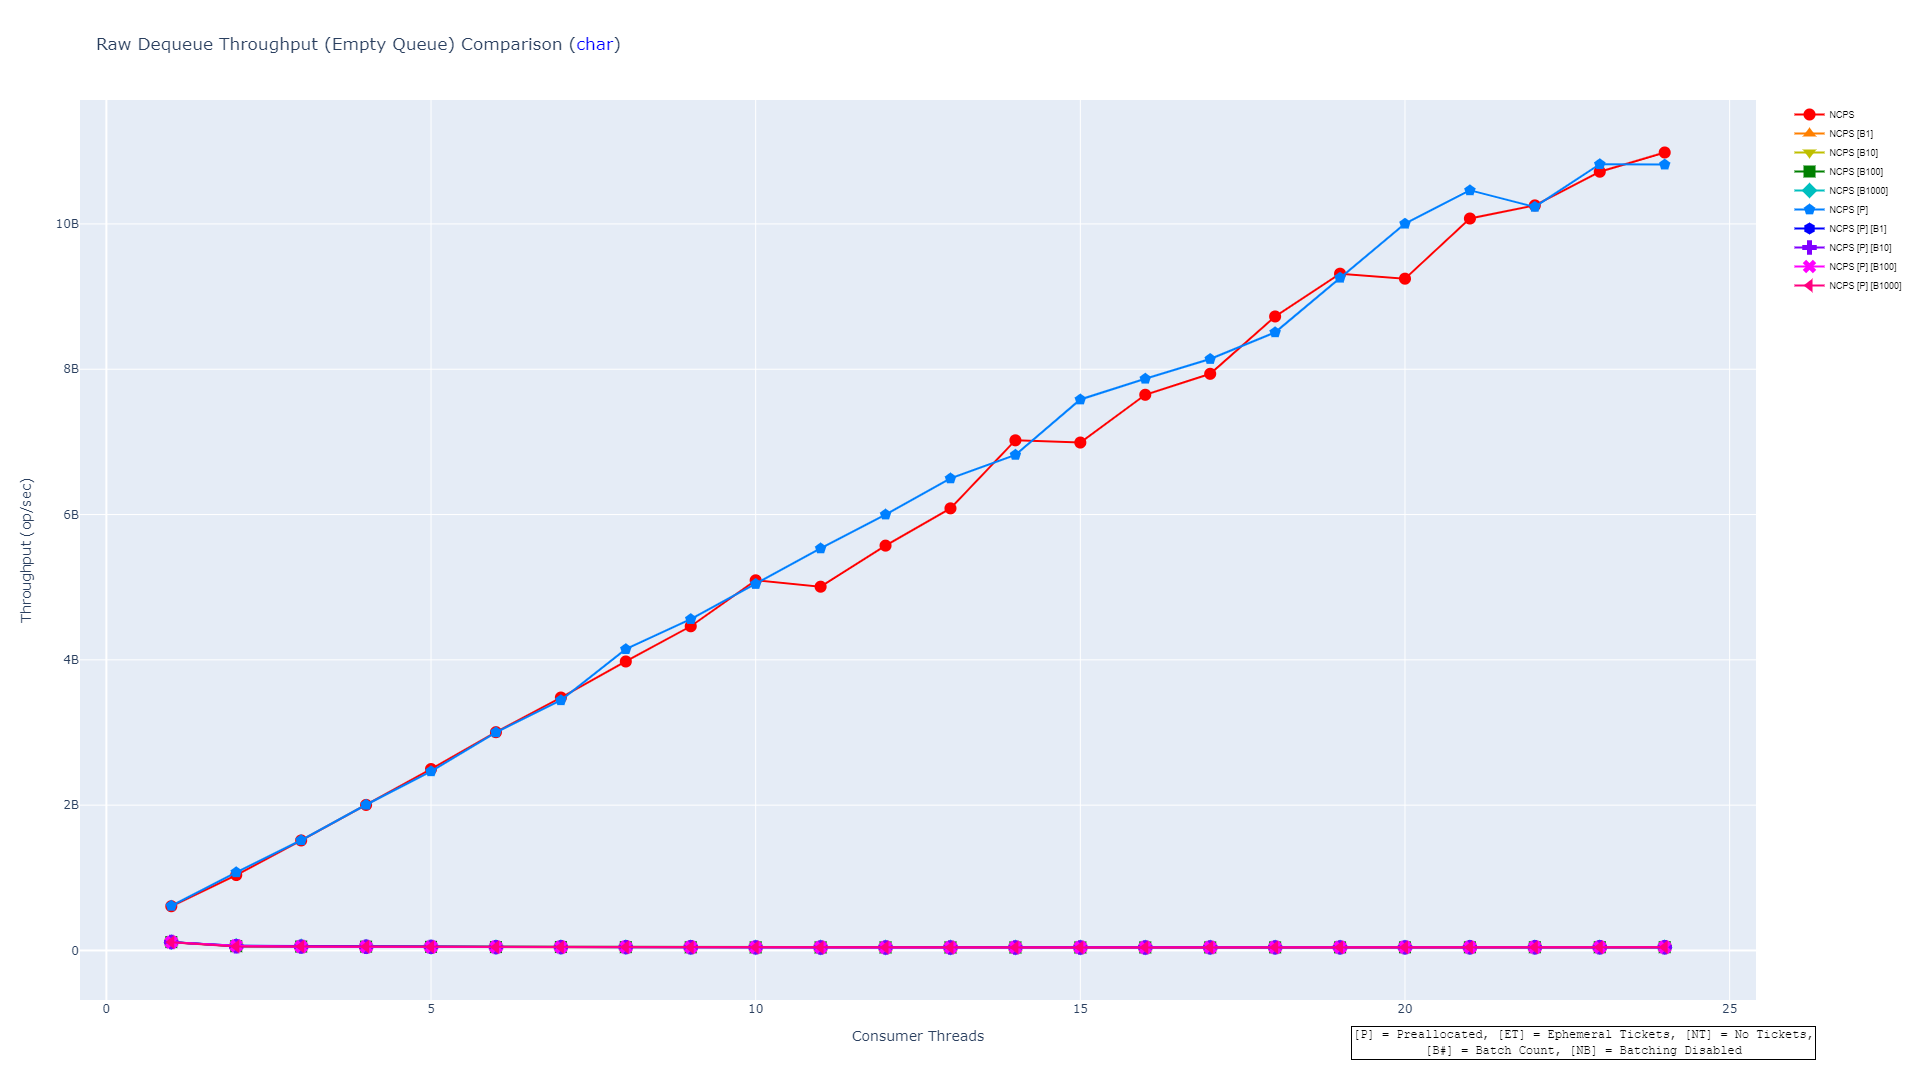 Raw Dequeue Throughput (Empty Queue) Comparison (char)
NCPS
NCPS [B1]
NCPS [B10]
NCPS [B100]
NCPS [B1000]
NCPS [P]
NCPS [P] [B1]
NCPS [P] [B10]
NCPS [P] [B100]
NCPS [P] [B1000]
10B
8B
6B
4B
2B
0
Throughput (op/sec)
0 5 10 15 20 25
Consumer Threads
[P] = Preallocated, [ET] = Ephemeral Tickets, [NT] = No Tickets,
[B#] = Batch Count, [NB] = Batching Disabled